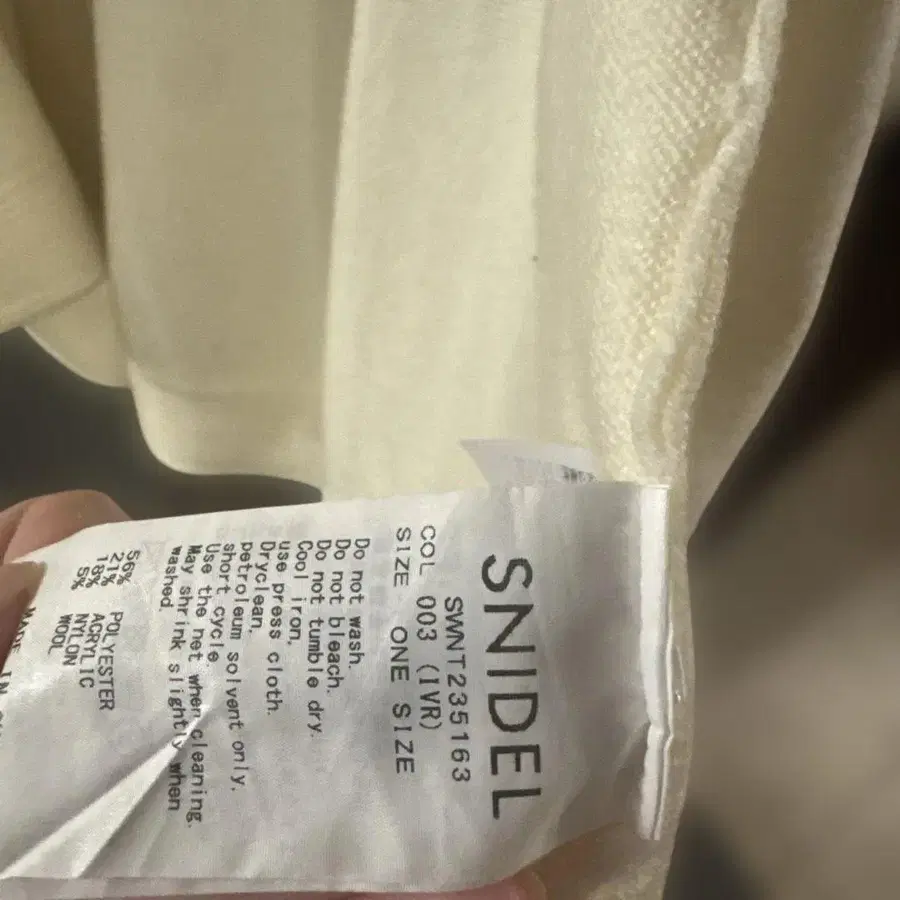 SNIDEL
SWNT235163
COL 003 (IVR)
SIZE ONE SIZE
Do not wash.
Do not bleach.
Do not tumble dry.
Cool iron,
use press cloth.
Dryclean,
petroleum solvent only.
short cycle.
Use the net when cleaning.
May shrink slightly when
washed.
56% POLYESTER
21% ACRYLIC
18% NYLON
5% WOOL
MADE IN